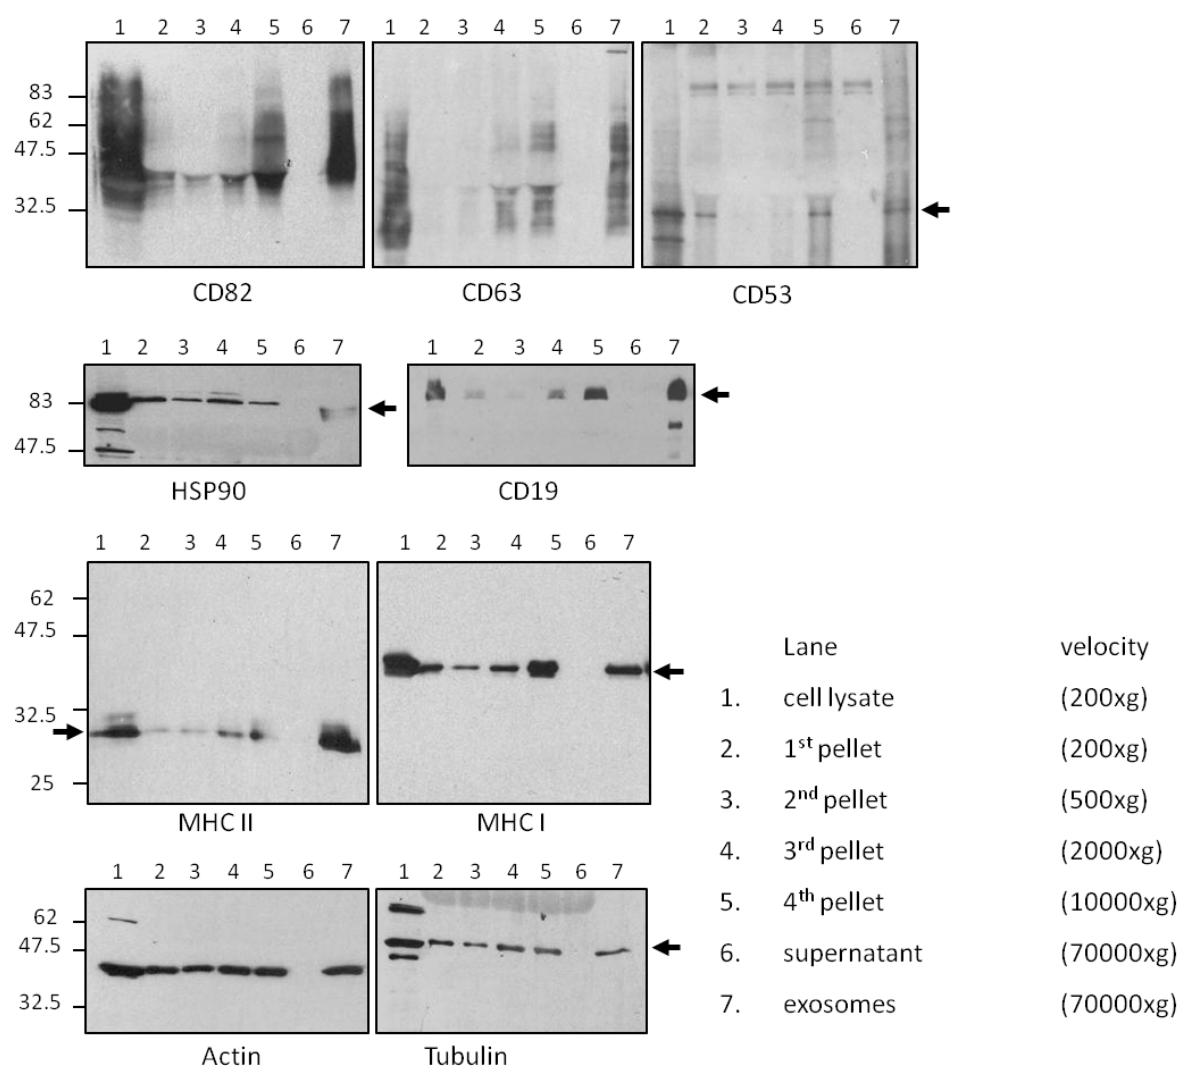 1 2 3 4 5 6 7 1 2 3 4 5 6 7 1 2 3 4 5 6 7
83
62
47.5
32.5
CD82 CD63 CD53
1 2 3 4 5 6 7 1 2 3 4 5 6 7
83
47.5
HSP90 CD19
1 2 3 4 5 6 7 1 2 3 4 5 6 7
62
47.5
32.5
25
MHC II MHC I
1 2 3 4 5 6 7 1 2 3 4 5 6 7
62
47.5
32.5
Actin Tubulin
Lane velocity
1. cell lysate (200xg)
2. 1st pellet (200xg)
3. 2nd pellet (500xg)
4. 3rd pellet (2000xg)
5. 4th pellet (10000xg)
6. supernatant (70000xg)
7. exosomes (70000xg)